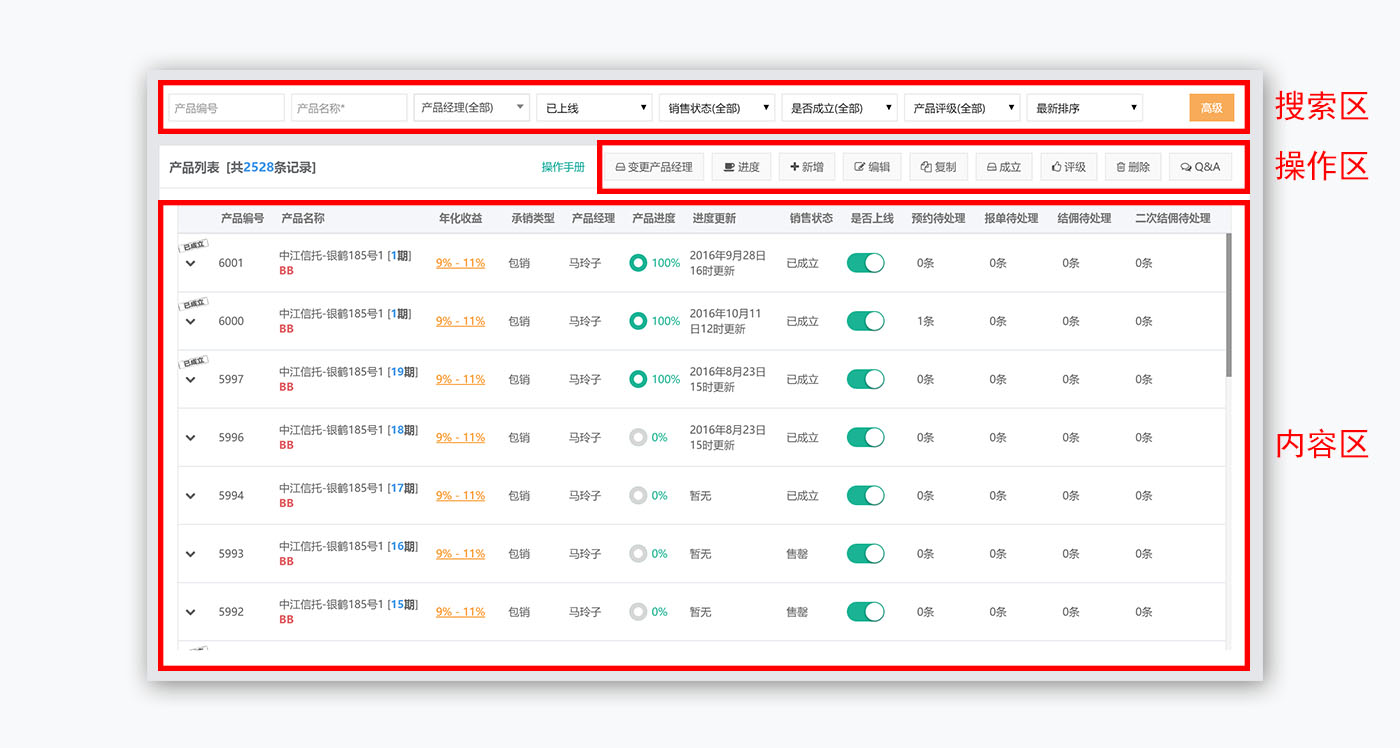 产品编号 产品名称* 产品经理(全部) 已上线 销售状态(全部) 是否成立(全部) 产品评级(全部) 最新排序 高级
搜索区
产品列表 [共2528条记录] 操作手册 变更产品经理 进度 新增 编辑 复制 成立 评级 删除 Q&A
操作区
产品编号 产品名称 年化收益 承销类型 产品经理 产品进度 进度更新 销售状态 是否上线 预约待处理 报单待处理 结佣待处理 二次结佣待处理
已成立
6001 中江信托-银鹤185号1 [1期] 9% - 11% 包销 马玲子 100% 2016年9月28日 已成立 0条 0条 0条 0条
BB 16时更新
已成立
6000 中江信托-银鹤185号1 [1期] 9% - 11% 包销 马玲子 100% 2016年10月11 已成立 1条 0条 0条 0条
BB 日12时更新
已成立
5997 中江信托-银鹤185号1 [19期] 9% - 11% 包销 马玲子 100% 2016年8月23日 已成立 0条 0条 0条 0条
BB 15时更新
5996 中江信托-银鹤185号1 [18期] 9% - 11% 包销 马玲子 0% 2016年8月23日 已成立 0条 0条 0条 0条
BB 15时更新
内容区
5994 中江信托-银鹤185号1 [17期] 9% - 11% 包销 马玲子 0% 暂无 已成立 0条 0条 0条 0条
BB
5993 中江信托-银鹤185号1 [16期] 9% - 11% 包销 马玲子 0% 暂无 售罄 0条 0条 0条 0条
BB
5992 中江信托-银鹤185号1 [15期] 9% - 11% 包销 马玲子 0% 暂无 售罄 0条 0条 0条 0条
BB